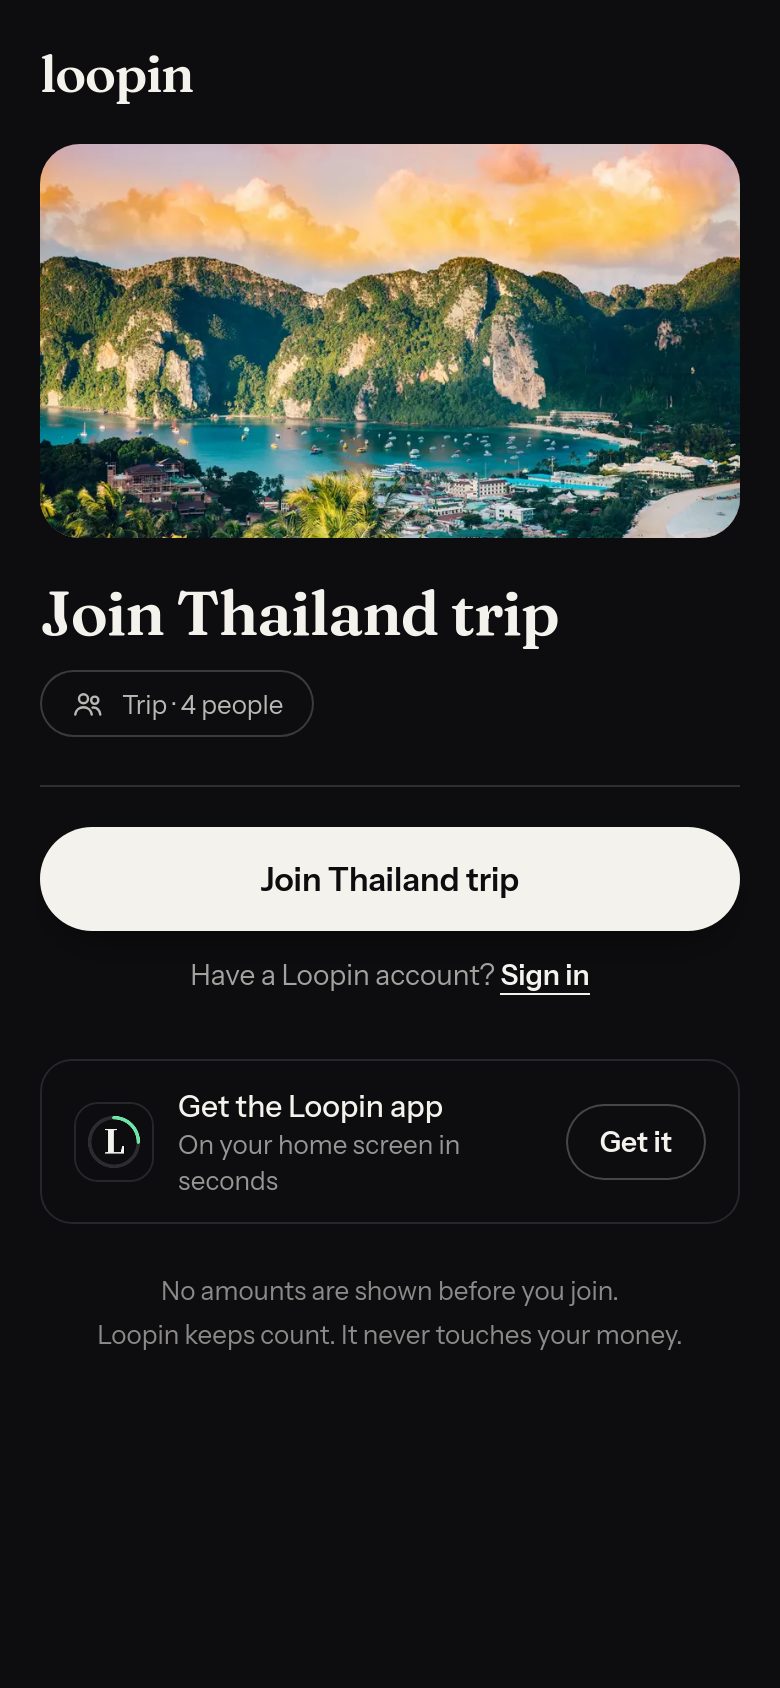 loopin
Join Thailand trip
Trip · 4 people
Join Thailand trip
Have a Loopin account? Sign in
L
Get the Loopin app
On your home screen in
seconds
Get it
No amounts are shown before you join.
Loopin keeps count. It never touches your money.